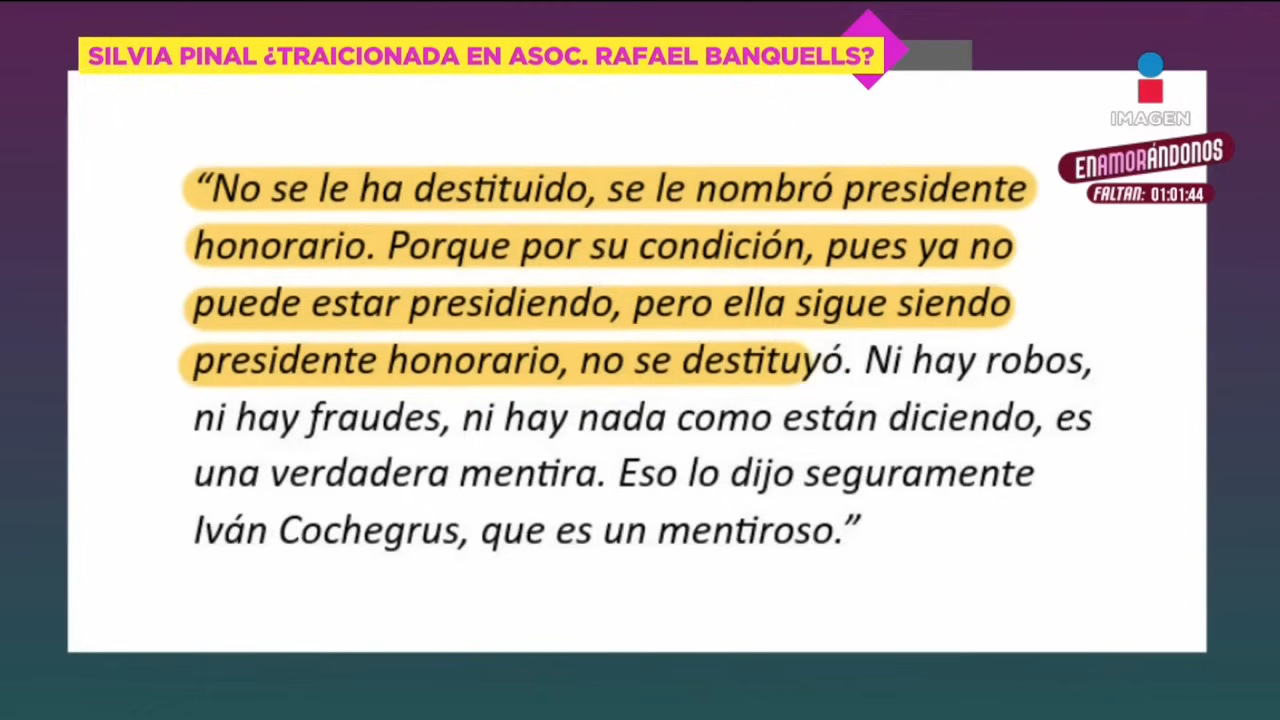 SILVIA PINAL ¿TRAICIONADA EN ASOC. RAFAEL BANQUELLS?
IMAGEN
ENAMORÁNDONOS
FALTAN: 01:01:44
“No se le ha destituido, se le nombró presidente
honorario. Porque por su condición, pues ya no
puede estar presidiendo, pero ella sigue siendo
presidente honorario, no se destituyó. Ni hay robos,
ni hay fraudes, ni hay nada como están diciendo, es
una verdadera mentira. Eso lo dijo seguramente
Iván Cochegrus, que es un mentiroso.”